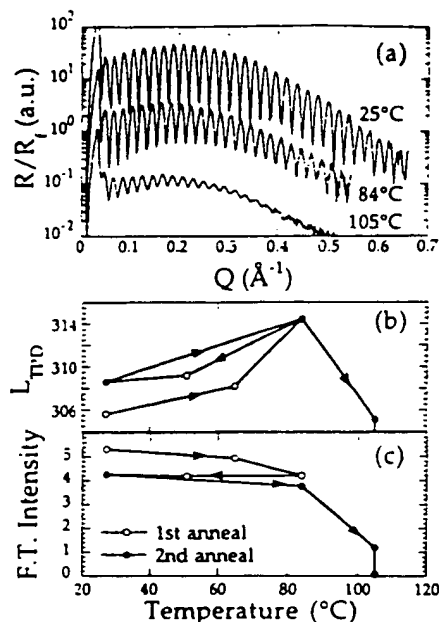 (a)
10²
10¹
10⁰
10⁻¹
10⁻²
R/Rf (a.u.)
25°C
84°C
105°C
0 0.1 0.2 0.3 0.4 0.5 0.6 0.7
Q (Å⁻¹)
(b)
314
310
306
LTPD
(c)
5
4
3
2
1
0
F.T. Intensity
1st anneal
2nd anneal
20 40 60 80 100 120
Temperature (°C)